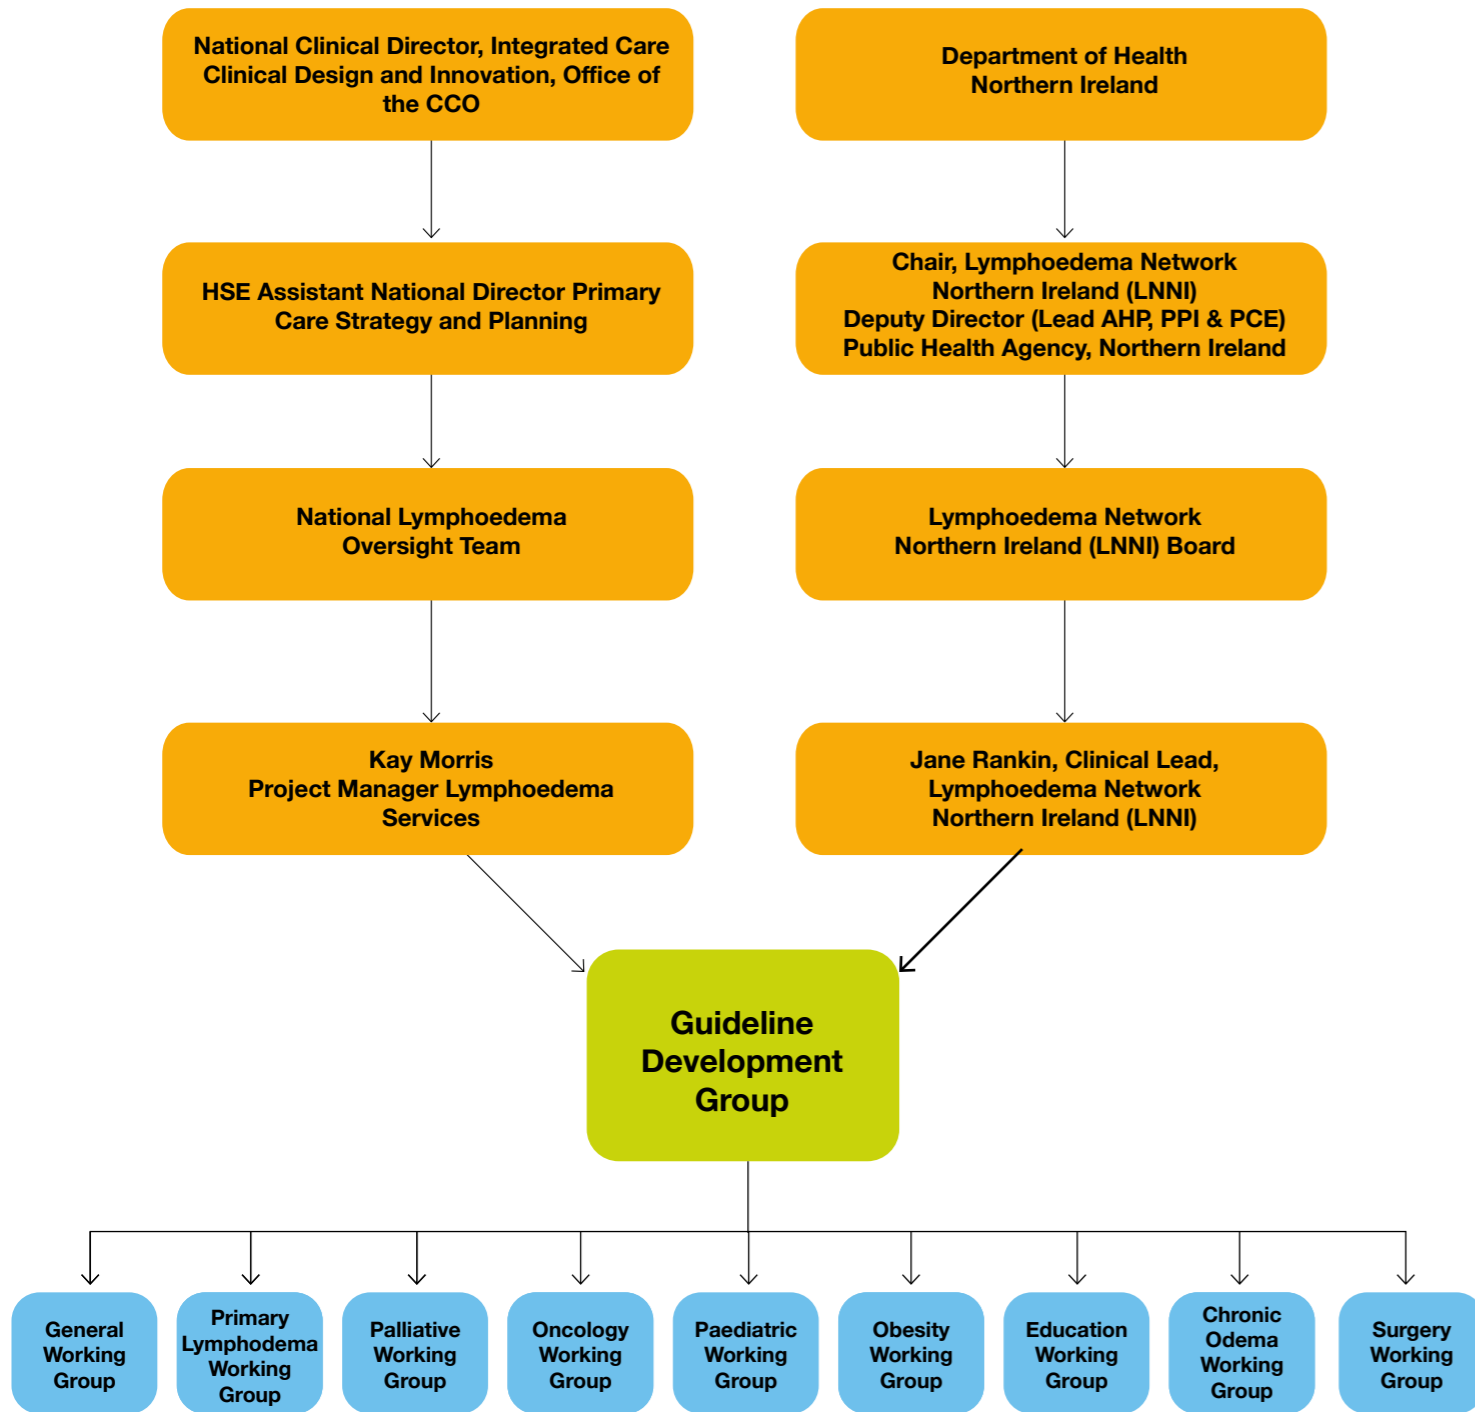 National Clinical Director, Integrated Care
Clinical Design and Innovation, Office of
the CCO
Department of Health
Northern Ireland
HSE Assistant National Director Primary
Care Strategy and Planning
Chair, Lymphoedema Network
Northern Ireland (LNNI)
Deputy Director (Lead AHP, PPI & PCE)
Public Health Agency, Northern Ireland
National Lymphoedema
Oversight Team
Lymphoedema Network
Northern Ireland (LNNI) Board
Kay Morris
Project Manager Lymphoedema
Services
Jane Rankin, Clinical Lead,
Lymphoedema Network
Northern Ireland (LNNI)
Guideline
Development
Group
General
Working
Group
Primary
Lymphodema
Working
Group
Palliative
Working
Group
Oncology
Working
Group
Paediatric
Working
Group
Obesity
Working
Group
Education
Working
Group
Chronic
Odema
Working
Group
Surgery
Working
Group